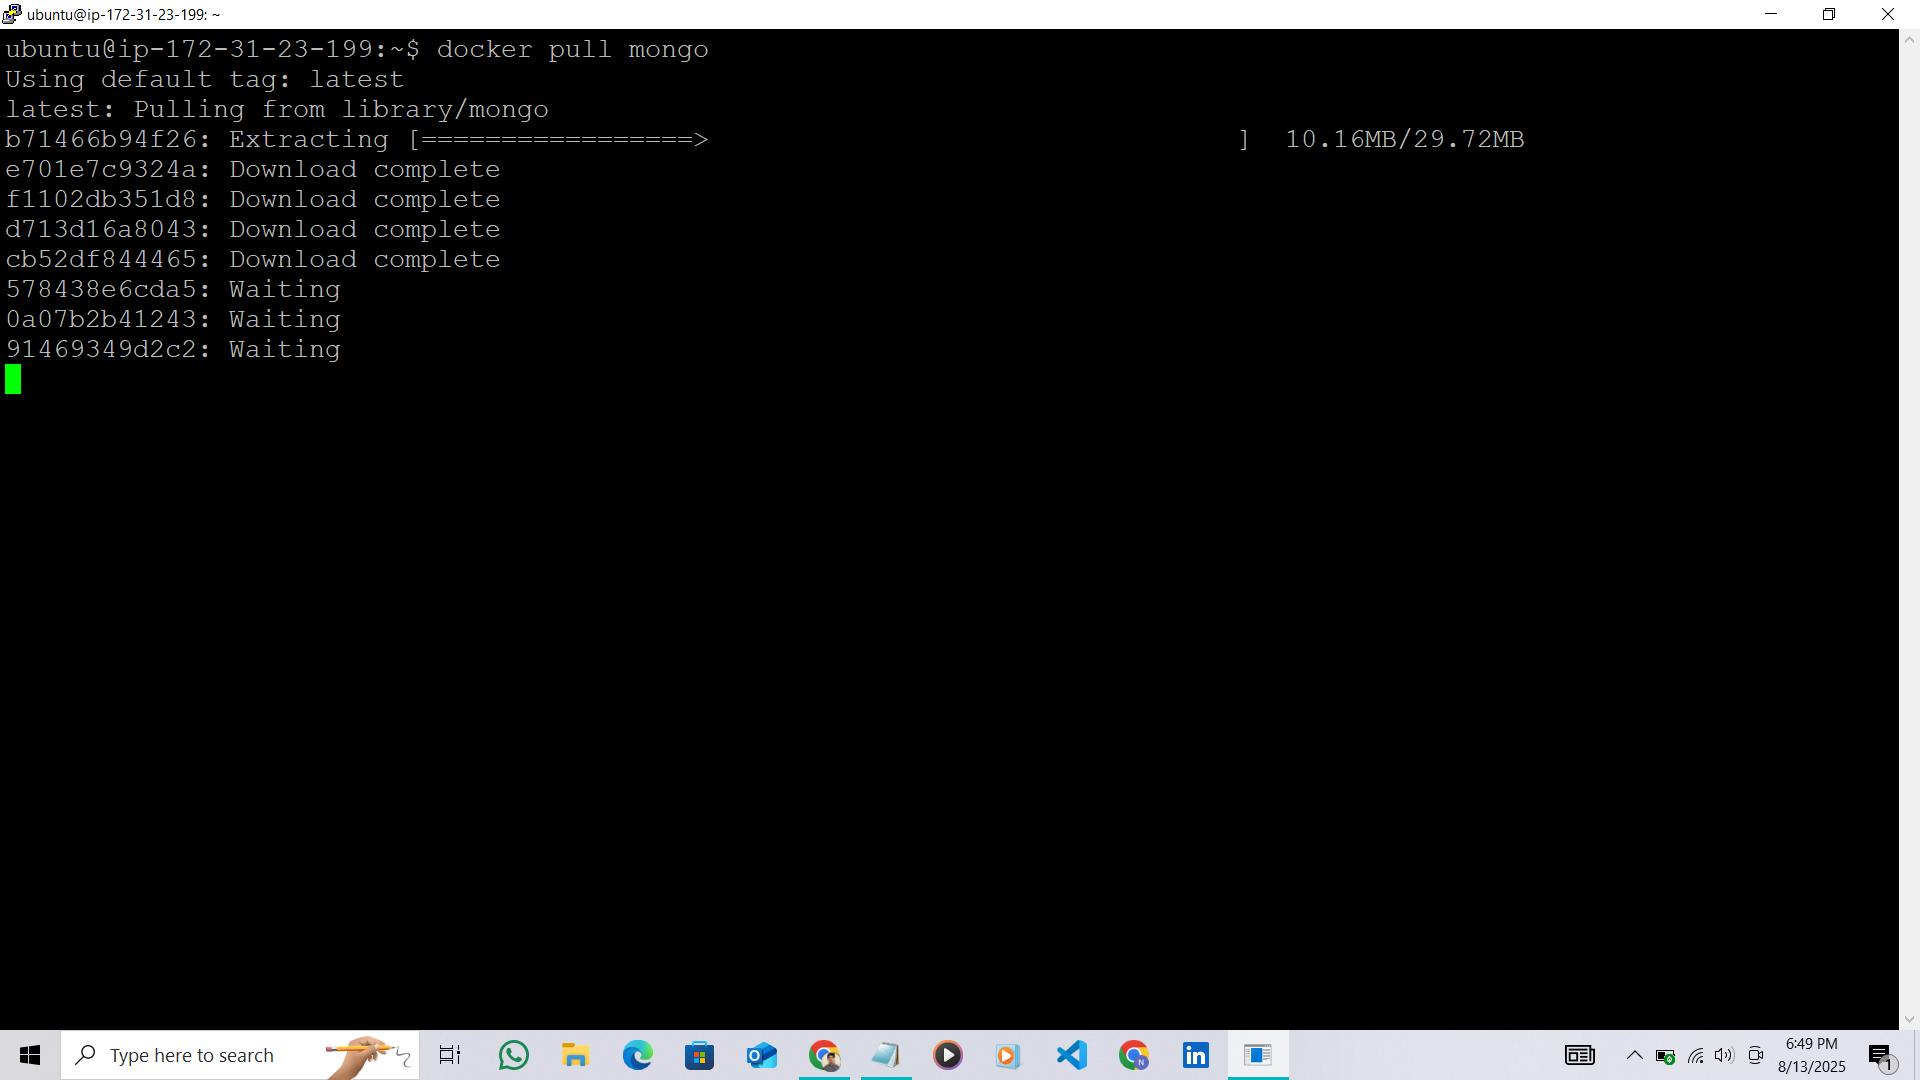 ubuntu@ip-172-31-23-199: ~
ubuntu@ip-172-31-23-199:~$ docker pull mongo
Using default tag: latest
latest: Pulling from library/mongo
b71466b94f26: Extracting [=================>                                 ]  10.16MB/29.72MB
e701e7c9324a: Download complete
f1102db351d8: Download complete
d713d16a8043: Download complete
cb52df844465: Download complete
578438e6cda5: Waiting
0a07b2b41243: Waiting
91469349d2c2: Waiting
Type here to search
6:49 PM
8/13/2025
1